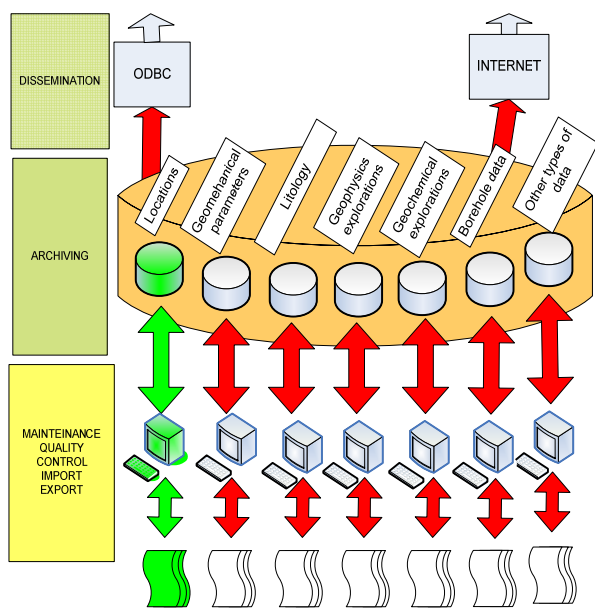 DISSEMINATION
ODBC
INTERNET
ARCHIVING
Locations
Geomehanical
parameters
Litology
Geophysics
explorations
Geochemical
explorations
Borehole data
Other types of
data
MAINTEINANCE
QUALITY
CONTROL
IMPORT
EXPORT